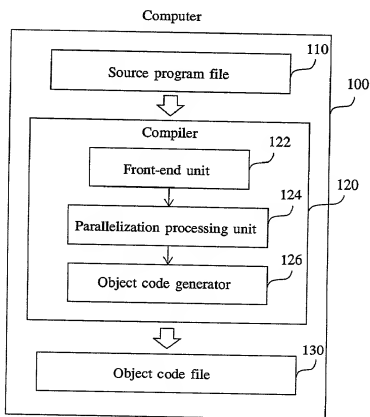 Computer
110
Source program file
100
Compiler
122
Front-end unit
120
124
Parallelization processing unit
126
Object code generator
130
Object code file